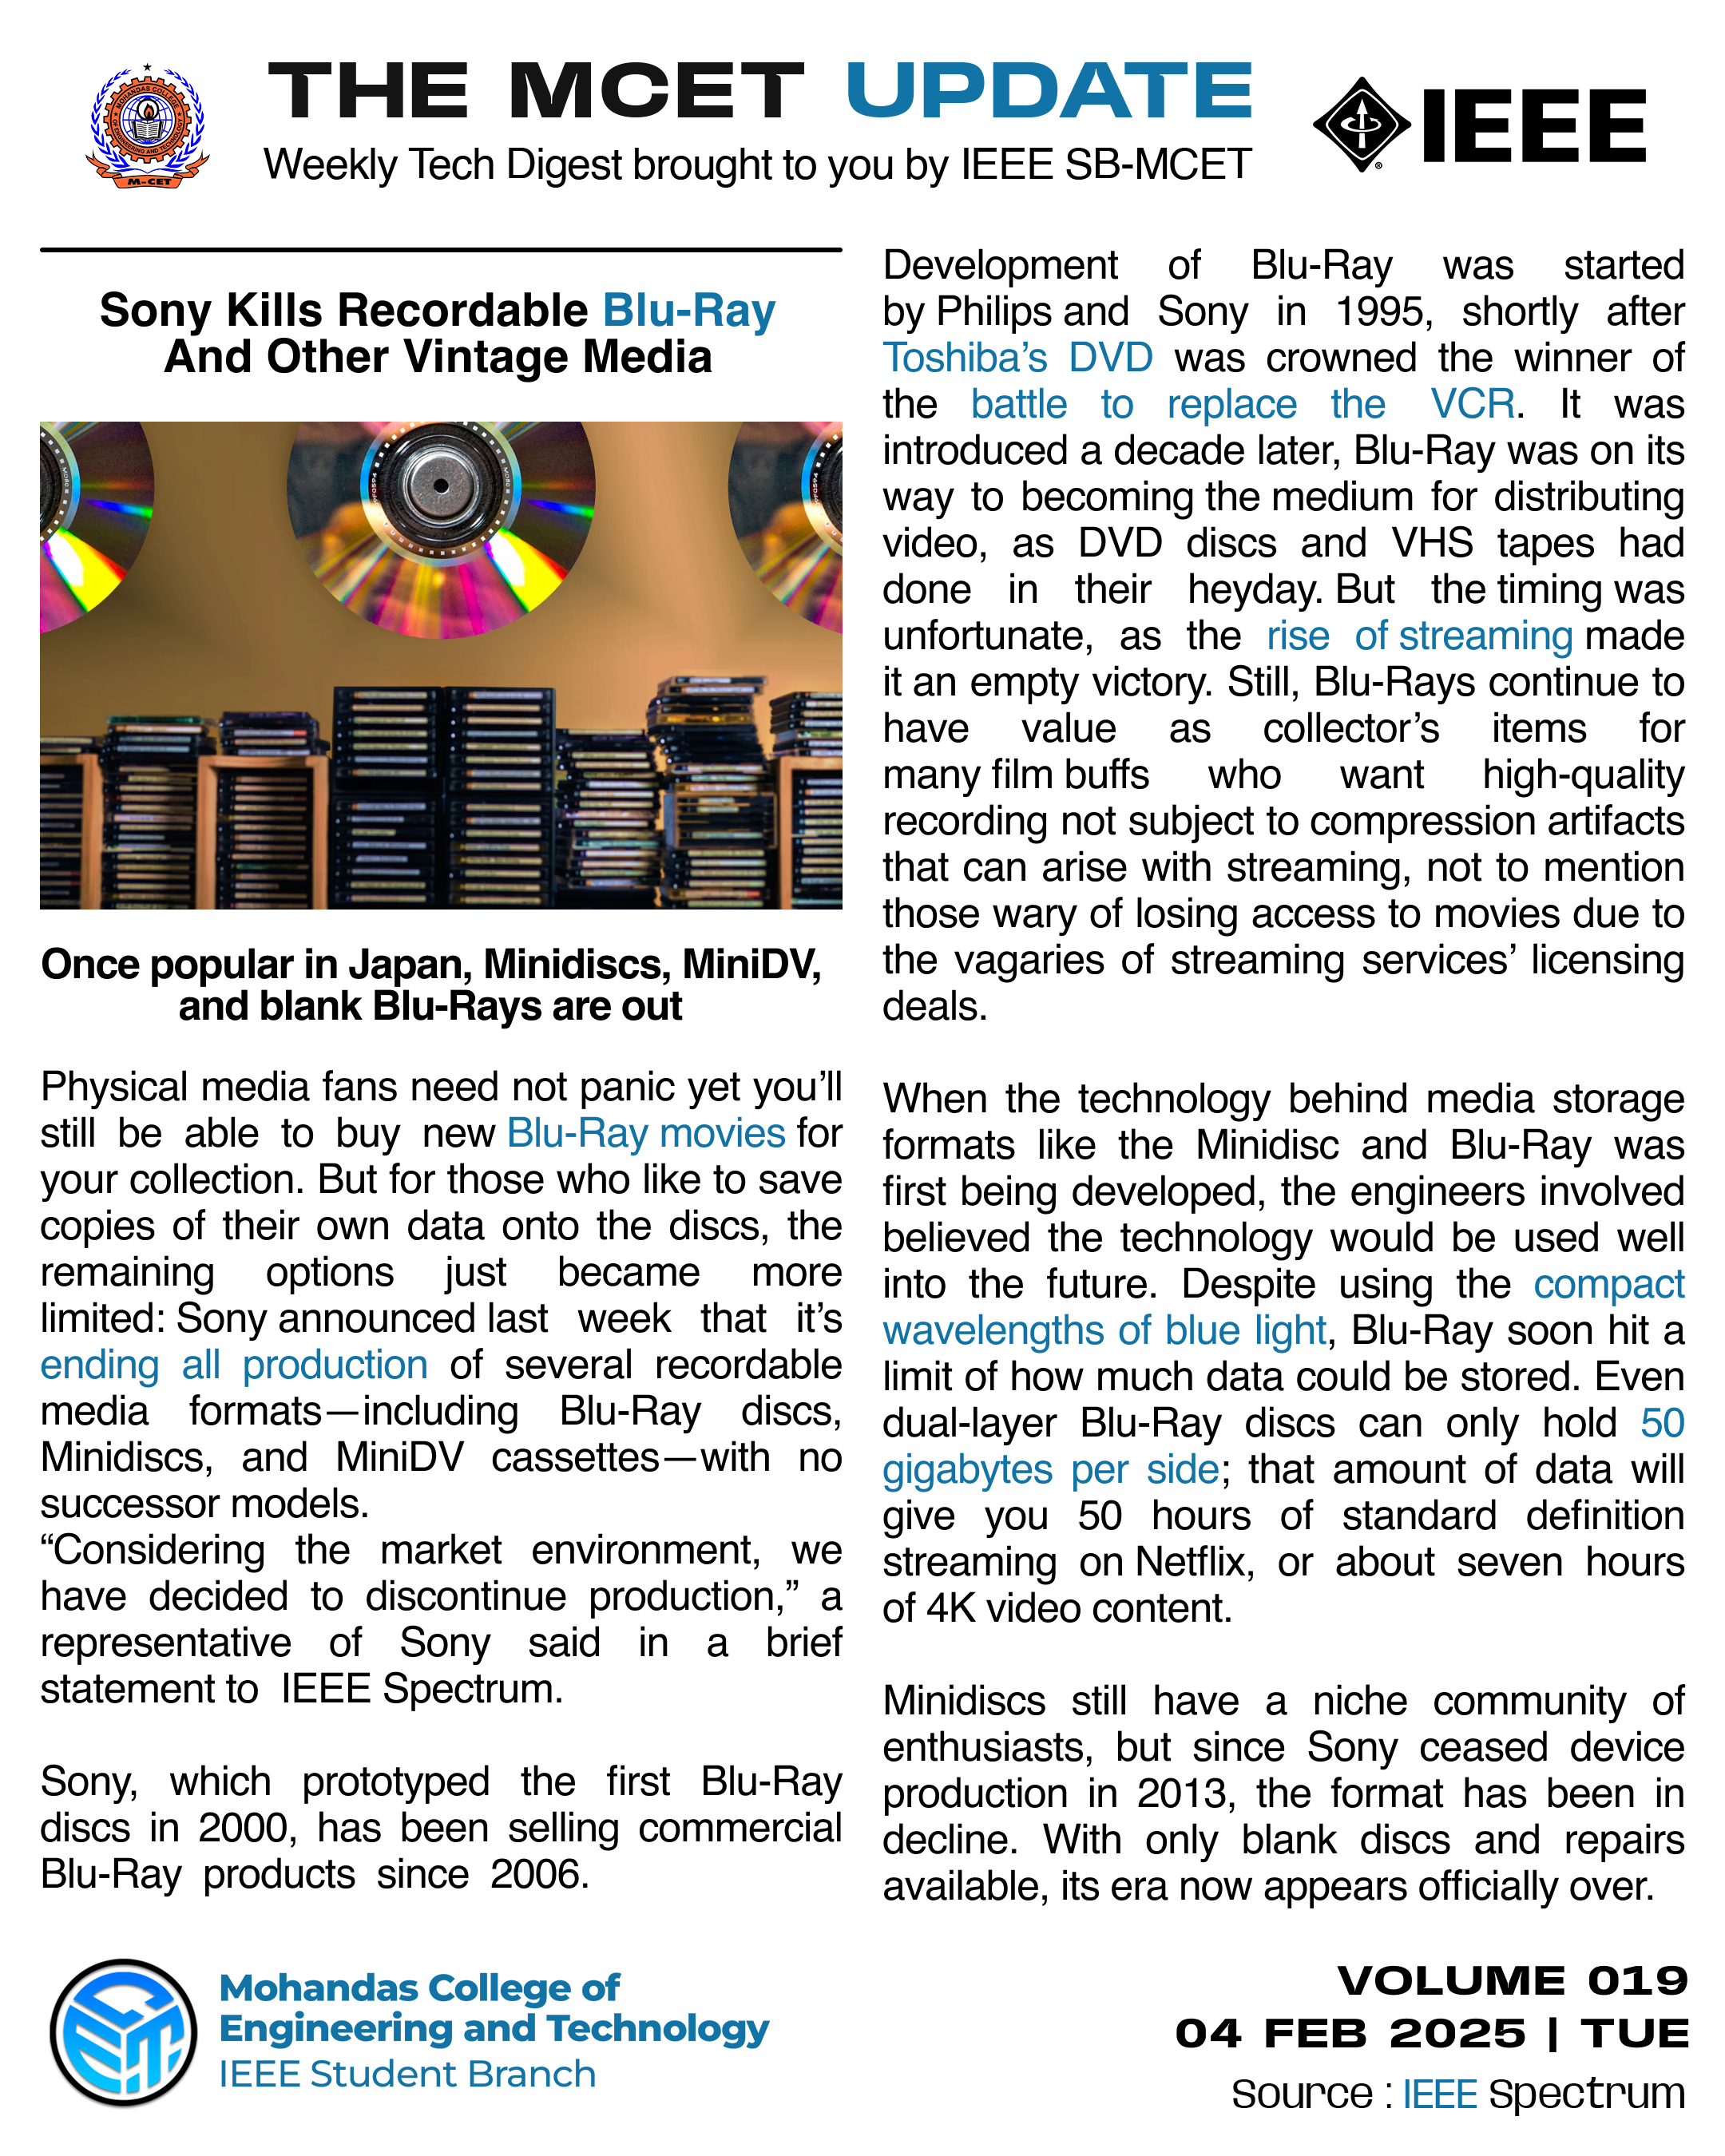 THE MCET UPDATE
Weekly Tech Digest brought to you by IEEE SB-MCET
MOHANDAS COLLEGE
OF ENGINEERING AND TECHNOLOGY
M-CET
IEEE
Sony Kills Recordable Blu-Ray
And Other Vintage Media
Once popular in Japan, Minidiscs, MiniDV,
and blank Blu-Rays are out
Physical media fans need not panic yet you’ll
still be able to buy new Blu-Ray movies for
your collection. But for those who like to save
copies of their own data onto the discs, the
remaining options just became more
limited: Sony announced last week that it’s
ending all production of several recordable
media formats—including Blu-Ray discs,
Minidiscs, and MiniDV cassettes—with no
successor models.
“Considering the market environment, we
have decided to discontinue production,” a
representative of Sony said in a brief
statement to IEEE Spectrum.
Sony, which prototyped the first Blu-Ray
discs in 2000, has been selling commercial
Blu-Ray products since 2006.
Development of Blu-Ray was started
by Philips and Sony in 1995, shortly after
Toshiba’s DVD was crowned the winner of
the battle to replace the VCR. It was
introduced a decade later, Blu-Ray was on its
way to becoming the medium for distributing
video, as DVD discs and VHS tapes had
done in their heyday. But the timing was
unfortunate, as the rise of streaming made
it an empty victory. Still, Blu-Rays continue to
have value as collector’s items for
many film buffs who want high-quality
recording not subject to compression artifacts
that can arise with streaming, not to mention
those wary of losing access to movies due to
the vagaries of streaming services’ licensing
deals.
When the technology behind media storage
formats like the Minidisc and Blu-Ray was
first being developed, the engineers involved
believed the technology would be used well
into the future. Despite using the compact
wavelengths of blue light, Blu-Ray soon hit a
limit of how much data could be stored. Even
dual-layer Blu-Ray discs can only hold 50
gigabytes per side; that amount of data will
give you 50 hours of standard definition
streaming on Netflix, or about seven hours
of 4K video content.
Minidiscs still have a niche community of
enthusiasts, but since Sony ceased device
production in 2013, the format has been in
decline. With only blank discs and repairs
available, its era now appears officially over.
Mohandas College of
Engineering and Technology
IEEE Student Branch
VOLUME 019
04 FEB 2025 | TUE
Source : IEEE Spectrum